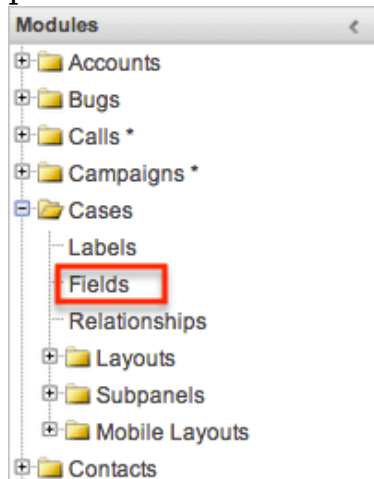 Modules
Accounts
Bugs
Calls *
Campaigns *
Cases
Labels
Fields
Relationships
Layouts
Subpanels
Mobile Layouts
Contacts